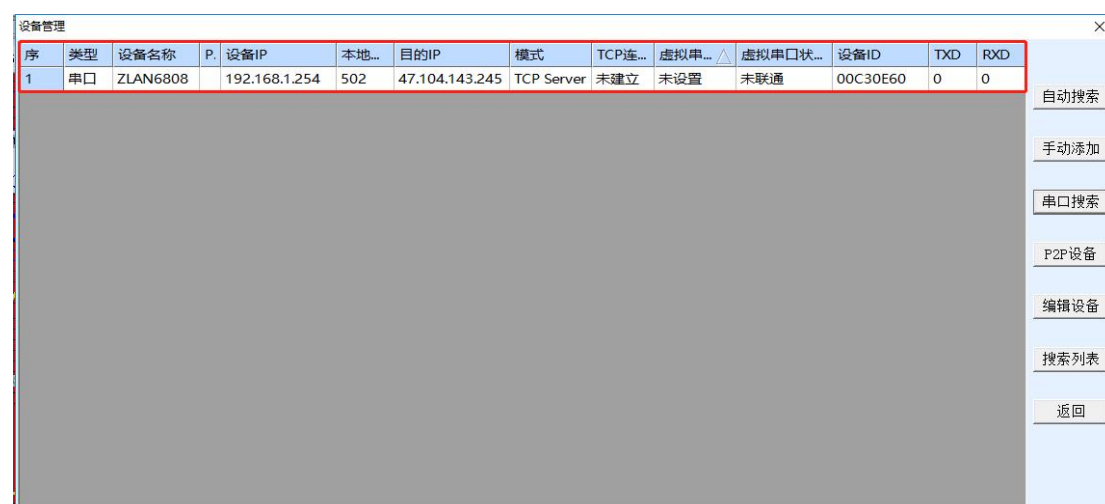 设备管理
序 类型 设备名称 P. 设备IP 本地... 目的IP 模式 TCP连... 虚拟串... 虚拟串口状... 设备ID TXD RXD
1 串口 ZLAN6808 192.168.1.254 502 47.104.143.245 TCP Server 未建立 未设置 未联通 00C30E60 0 0
自动搜索
手动添加
串口搜索
P2P设备
编辑设备
搜索列表
返回